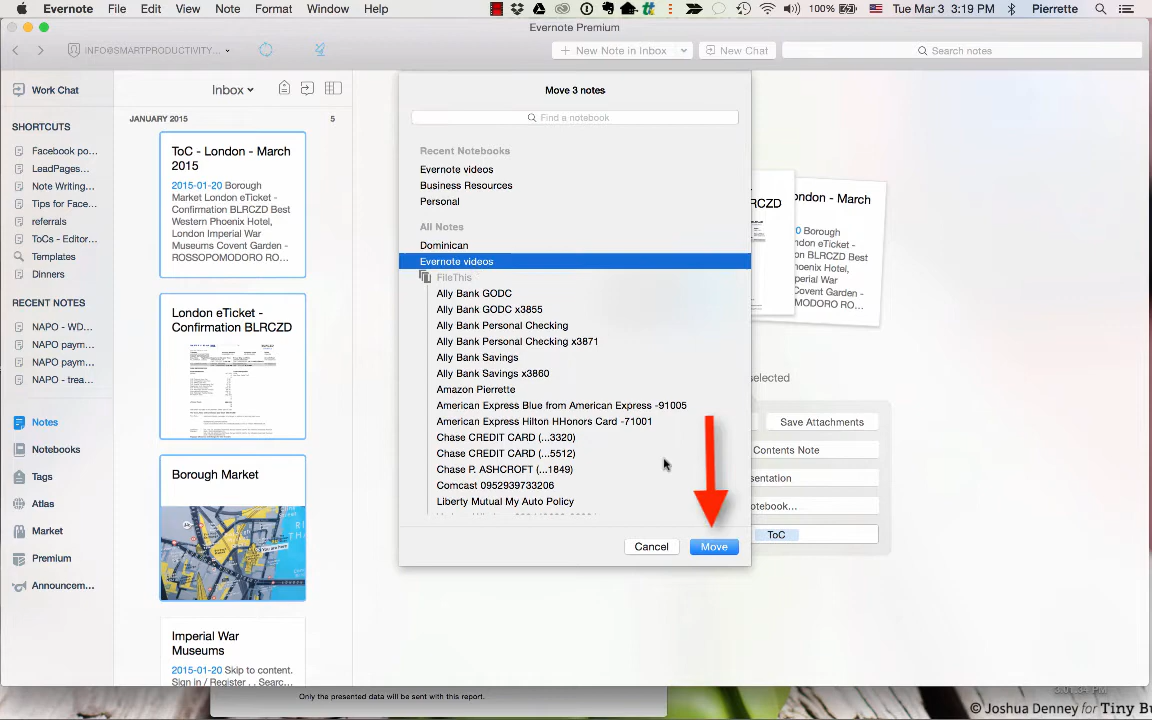 Evernote File Edit View Note Format Window Help
100% Tue Mar 3 3:19 PM Pierrette
Evernote Premium
INFO@SMARTPRODUCTIVITY...
New Note in Inbox
New Chat
Search notes
Work Chat
SHORTCUTS
Facebook po...
LeadPages...
Note Writing...
Tips for Face...
referrals
ToCs - Editor...
Templates
Dinners
RECENT NOTES
NAPO - WD...
NAPO paym...
NAPO paym...
NAPO - trea...
Notes
Notebooks
Tags
Atlas
Market
Premium
Announcem...
Inbox
JANUARY 2015 5
ToC - London - March
2015
2015-01-20 Borough
Market London eTicket -
Confirmation BLRCZD Best
Western Phoenix Hotel,
London Imperial War
Museums Covent Garden -
ROSSOPOMODORO RO...
London eTicket -
Confirmation BLRCZD
Borough Market
Imperial War
Museums
2015-01-20 Skip to content.
Sign in / Register . . Searc...
Move 3 notes
Find a notebook
Recent Notebooks
Evernote videos
Business Resources
Personal
All Notes
Dominican
Evernote videos
FileThis
Ally Bank GODC
Ally Bank GODC x3855
Ally Bank Personal Checking
Ally Bank Personal Checking x3871
Ally Bank Savings
Ally Bank Savings x3860
Amazon Pierrette
American Express Blue from American Express -91005
American Express Hilton HHonors Card -71001
Chase CREDIT CARD (...3320)
Chase CREDIT CARD (...5512)
Chase P. ASHCROFT (...1849)
Comcast 0952939733206
Liberty Mutual My Auto Policy
Cancel
Move
RCZD
ondon - March
0 Borough
ondon eTicket -
ation BLRCZD
hoenix Hotel,
mperial War
Covent Garden -
OMODORO RO...
selected
Save Attachments
Contents Note
sentation
otebook...
ToC
Only the presented data will be sent with this report.
3:01:34 PM
© Joshua Denney for Tiny Bu